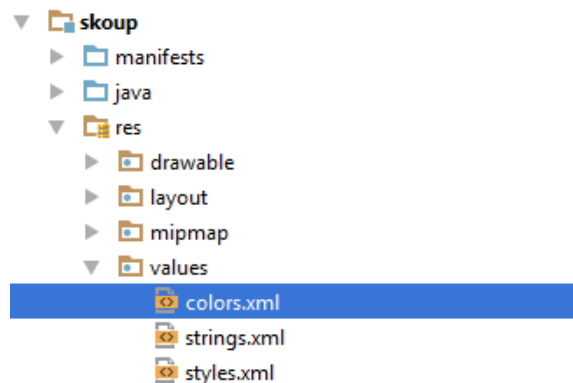 skoup
manifests
java
res
drawable
layout
mipmap
values
colors.xml
strings.xml
styles.xml